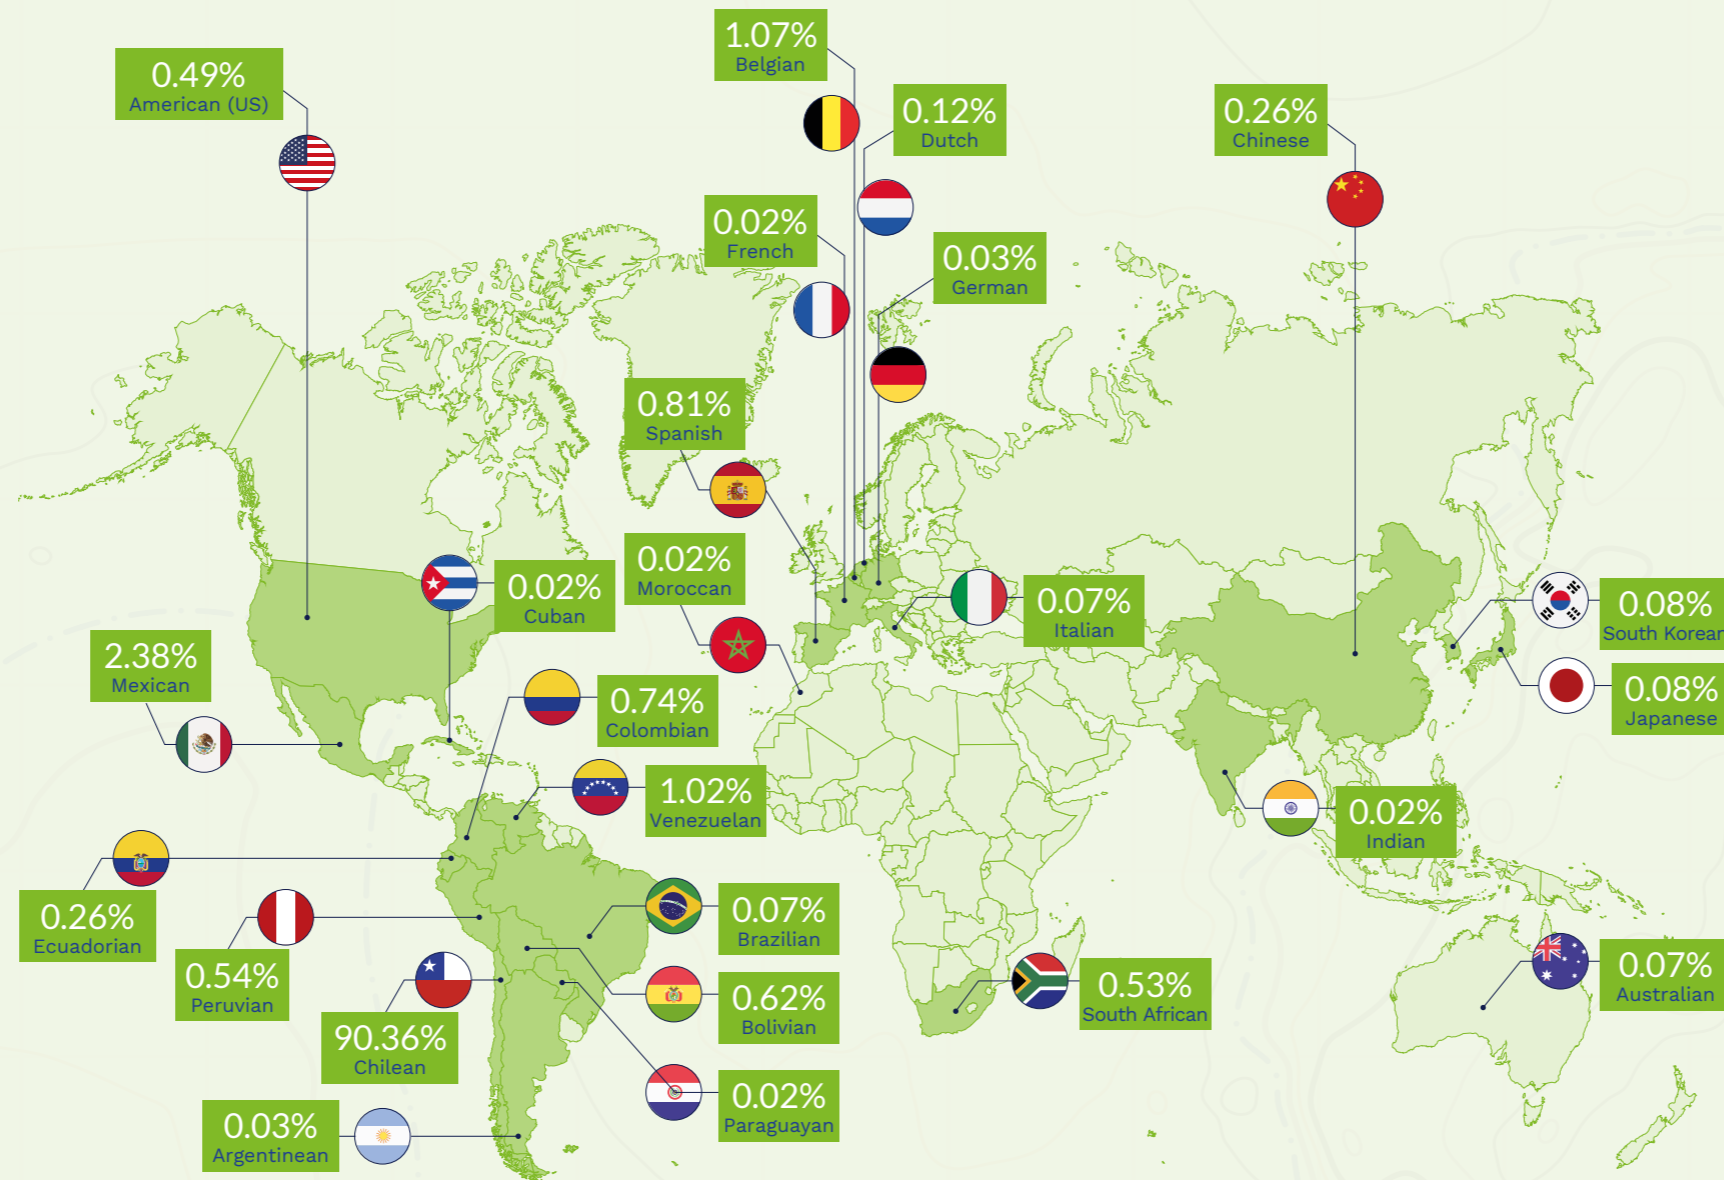 1.07%
Belgian
0.49%
American (US)
0.12%
Dutch
0.26%
Chinese
0.02%
French
0.03%
German
0.81%
Spanish
0.02%
Cuban
0.02%
Moroccan
0.07%
Italian
0.08%
South Korean
2.38%
Mexican
0.74%
Colombian
0.08%
Japanese
1.02%
Venezuelan
0.02%
Indian
0.26%
Ecuadorian
0.07%
Brazilian
0.54%
Peruvian
0.62%
Bolivian
0.53%
South African
0.07%
Australian
90.36%
Chilean
0.02%
Paraguayan
0.03%
Argentinean